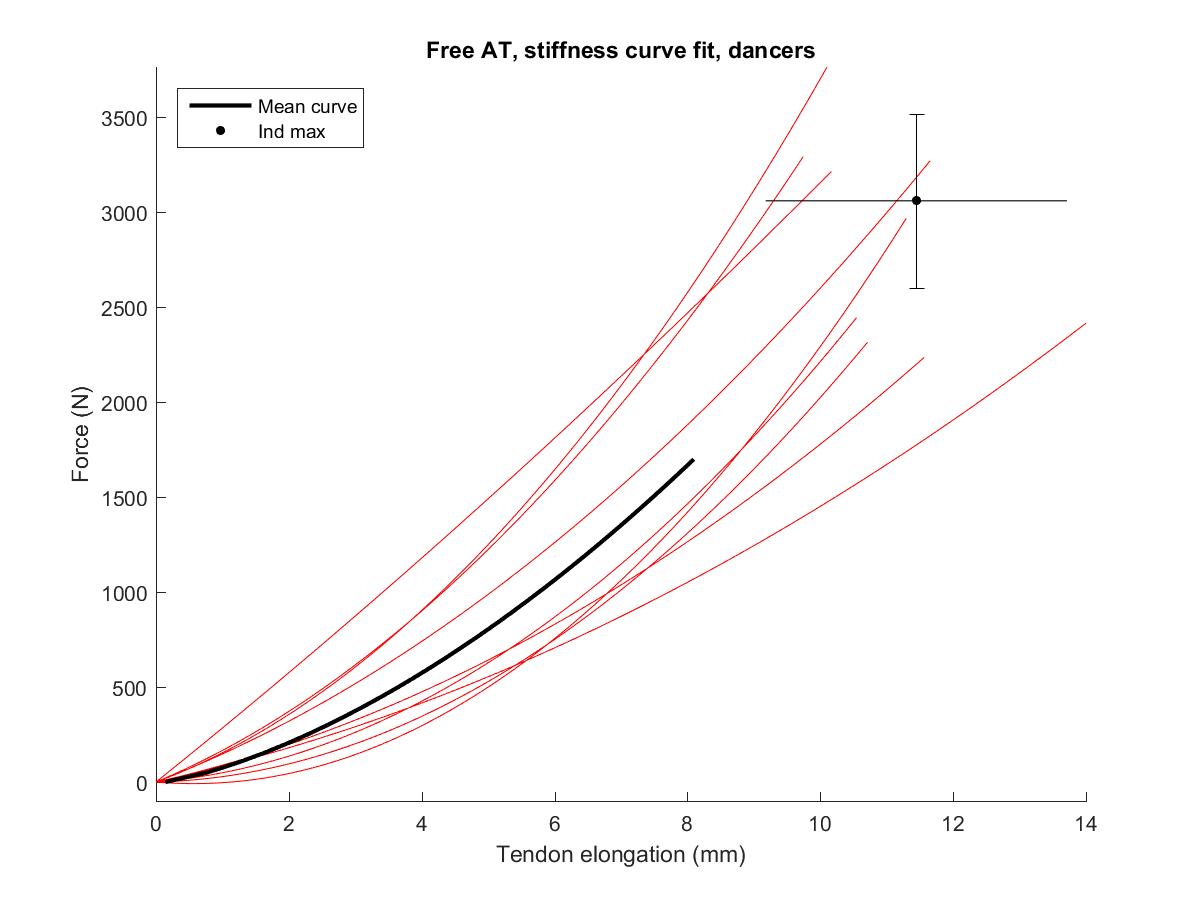 Free AT, stiffness curve fit, dancers
Mean curve
Ind max
3500
3000
2500
2000
1500
1000
500
0
Force (N)
0 2 4 6 8 10 12 14
Tendon elongation (mm)